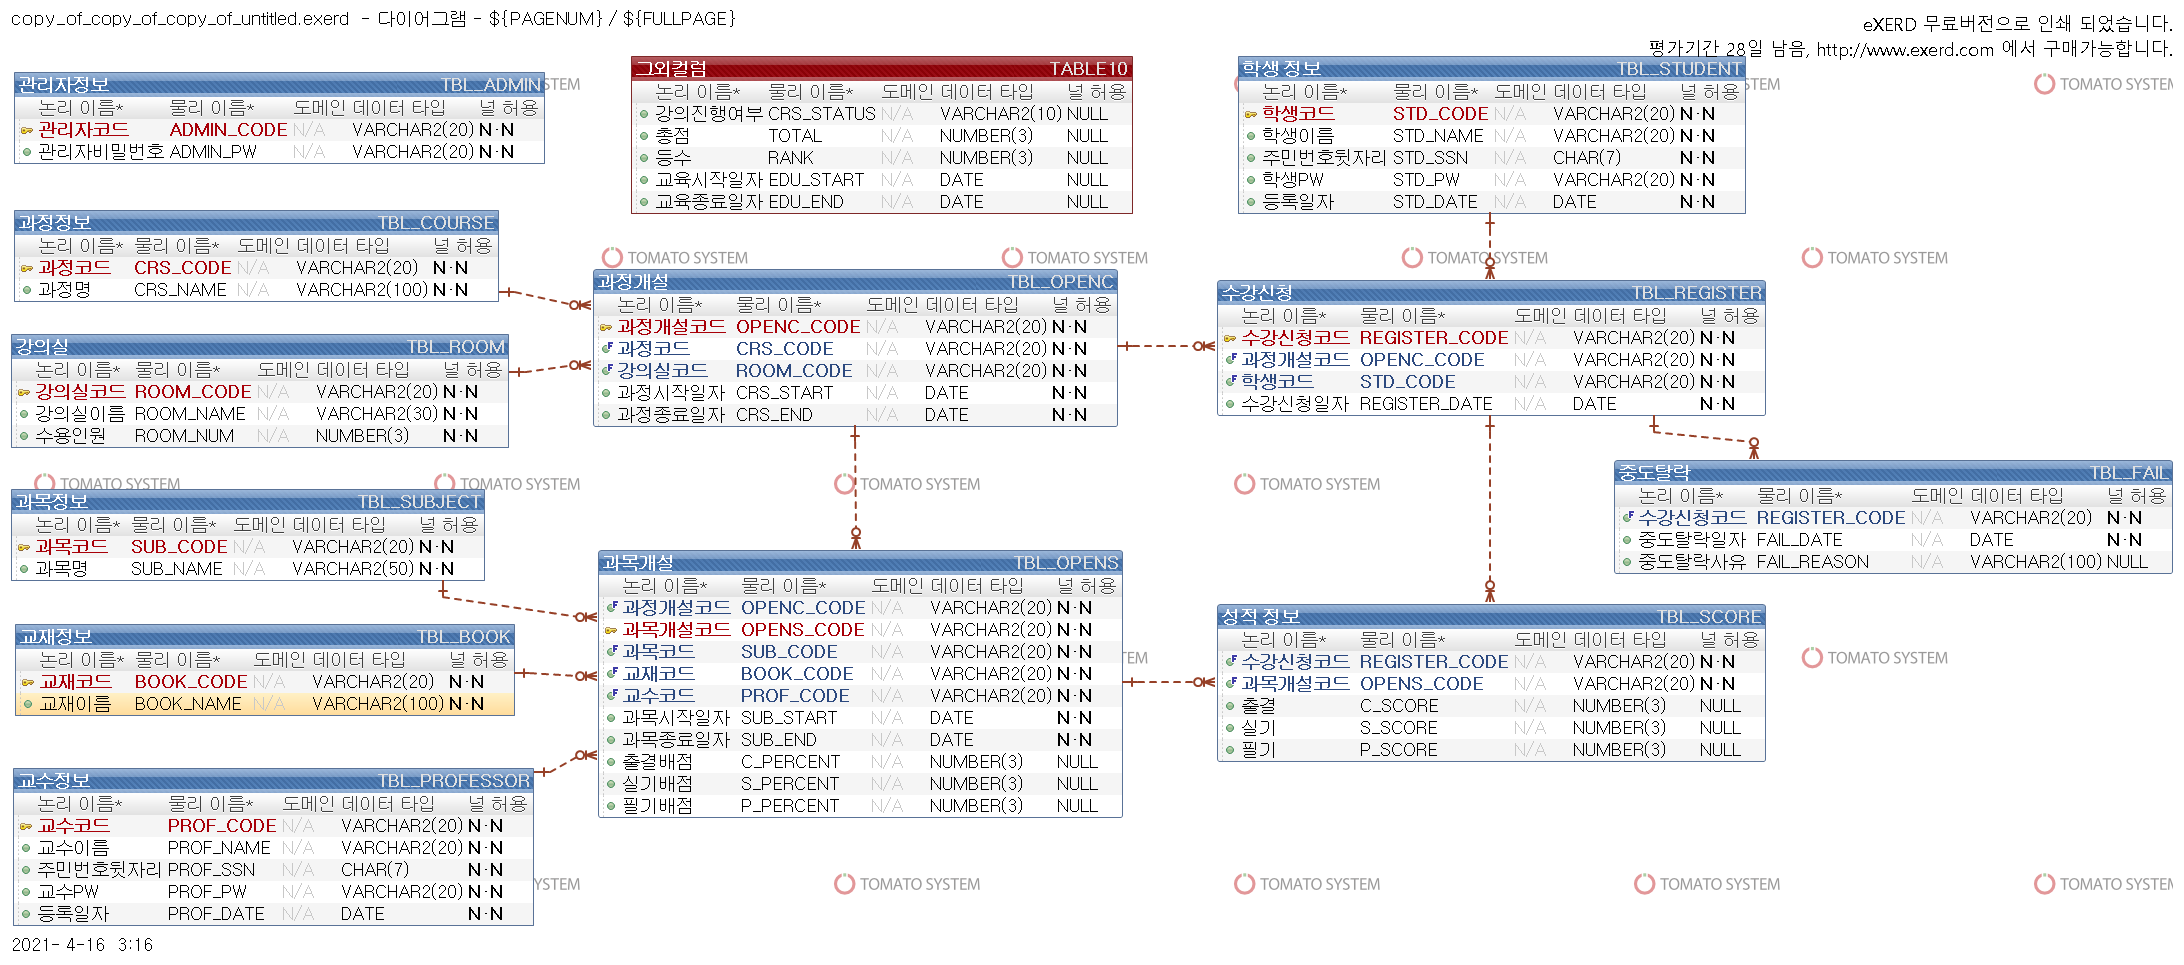 copy_of_copy_of_copy_of_untitled.exerd - 다이어그램 - ${PAGENUM} / ${FULLPAGE}
eXERD 무료버전으로 인쇄 되었습니다.
평가기간 28일 남음, http://www.exerd.com 에서 구매가능합니다.
관리자정보 TBL_ADMIN
논리 이름* 물리 이름* 도메인 데이터 타입 널 허용
관리자코드 ADMIN_CODE N/A VARCHAR2(20) N·N
관리자비밀번호 ADMIN_PW N/A VARCHAR2(20) N·N
그외컬럼 TABLE10
논리 이름* 물리 이름* 도메인 데이터 타입 널 허용
강의진행여부 CRS_STATUS N/A VARCHAR2(10) NULL
총점 TOTAL N/A NUMBER(3) NULL
등수 RANK N/A NUMBER(3) NULL
교육시작일자 EDU_START N/A DATE NULL
교육종료일자 EDU_END N/A DATE NULL
학생 정보 TBL_STUDENT
논리 이름* 물리 이름* 도메인 데이터 타입 널 허용
학생코드 STD_CODE N/A VARCHAR2(20) N·N
학생이름 STD_NAME N/A VARCHAR2(20) N·N
주민번호뒷자리 STD_SSN N/A CHAR(7) N·N
학생PW STD_PW N/A VARCHAR2(20) N·N
등록일자 STD_DATE N/A DATE N·N
과정정보 TBL_COURSE
논리 이름* 물리 이름* 도메인 데이터 타입 널 허용
과정코드 CRS_CODE N/A VARCHAR2(20) N·N
과정명 CRS_NAME N/A VARCHAR2(100) N·N
과정개설 TBL_OPENC
논리 이름* 물리 이름* 도메인 데이터 타입 널 허용
과정개설코드 OPENC_CODE N/A VARCHAR2(20) N·N
과정코드 CRS_CODE N/A VARCHAR2(20) N·N
강의실코드 ROOM_CODE N/A VARCHAR2(20) N·N
과정시작일자 CRS_START N/A DATE N·N
과정종료일자 CRS_END N/A DATE N·N
수강신청 TBL_REGISTER
논리 이름* 물리 이름* 도메인 데이터 타입 널 허용
수강신청코드 REGISTER_CODE N/A VARCHAR2(20) N·N
과정개설코드 OPENC_CODE N/A VARCHAR2(20) N·N
학생코드 STD_CODE N/A VARCHAR2(20) N·N
수강신청일자 REGISTER_DATE N/A DATE N·N
강의실 TBL_ROOM
논리 이름* 물리 이름* 도메인 데이터 타입 널 허용
강의실코드 ROOM_CODE N/A VARCHAR2(20) N·N
강의실이름 ROOM_NAME N/A VARCHAR2(30) N·N
수용인원 ROOM_NUM N/A NUMBER(3) N·N
중도탈락 TBL_FAIL
논리 이름* 물리 이름* 도메인 데이터 타입 널 허용
수강신청코드 REGISTER_CODE N/A VARCHAR2(20) N·N
중도탈락일자 FAIL_DATE N/A DATE N·N
중도탈락사유 FAIL_REASON N/A VARCHAR2(100) NULL
과목정보 TBL_SUBJECT
논리 이름* 물리 이름* 도메인 데이터 타입 널 허용
과목코드 SUB_CODE N/A VARCHAR2(20) N·N
과목명 SUB_NAME N/A VARCHAR2(50) N·N
과목개설 TBL_OPENS
논리 이름* 물리 이름* 도메인 데이터 타입 널 허용
과정개설코드 OPENC_CODE N/A VARCHAR2(20) N·N
과목개설코드 OPENS_CODE N/A VARCHAR2(20) N·N
과목코드 SUB_CODE N/A VARCHAR2(20) N·N
교재코드 BOOK_CODE N/A VARCHAR2(20) N·N
교수코드 PROF_CODE N/A VARCHAR2(20) N·N
과목시작일자 SUB_START N/A DATE N·N
과목종료일자 SUB_END N/A DATE N·N
출결배점 C_PERCENT N/A NUMBER(3) NULL
실기배점 S_PERCENT N/A NUMBER(3) NULL
필기배점 P_PERCENT N/A NUMBER(3) NULL
성적 정보 TBL_SCORE
논리 이름* 물리 이름* 도메인 데이터 타입 널 허용
수강신청코드 REGISTER_CODE N/A VARCHAR2(20) N·N
과목개설코드 OPENS_CODE N/A VARCHAR2(20) N·N
출결 C_SCORE N/A NUMBER(3) NULL
실기 S_SCORE N/A NUMBER(3) NULL
필기 P_SCORE N/A NUMBER(3) NULL
교재정보 TBL_BOOK
논리 이름* 물리 이름* 도메인 데이터 타입 널 허용
교재코드 BOOK_CODE N/A VARCHAR2(20) N·N
교재이름 BOOK_NAME N/A VARCHAR2(100) N·N
교수정보 TBL_PROFESSOR
논리 이름* 물리 이름* 도메인 데이터 타입 널 허용
교수코드 PROF_CODE N/A VARCHAR2(20) N·N
교수이름 PROF_NAME N/A VARCHAR2(20) N·N
주민번호뒷자리 PROF_SSN N/A CHAR(7) N·N
교수PW PROF_PW N/A VARCHAR2(20) N·N
등록일자 PROF_DATE N/A DATE N·N
2021- 4-16 3:16
TOMATO SYSTEM
TOMATO SYSTEM
TOMATO SYSTEM
TOMATO SYSTEM
TOMATO SYSTEM
TOMATO SYSTEM
TOMATO SYSTEM
TOMATO SYSTEM
TOMATO SYSTEM
TOMATO SYSTEM
TOMATO SYSTEM
TOMATO SYSTEM
TOMATO SYSTEM